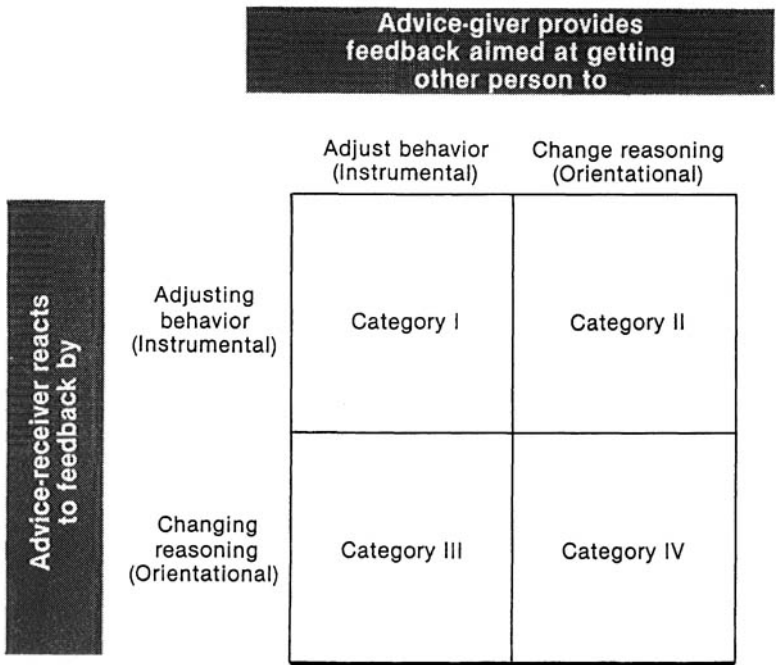 Advice-giver provides
feedback aimed at getting
other person to
Adjust behavior
(Instrumental)
Change reasoning
(Orientational)
Advice-receiver reacts
to feedback by
Adjusting
behavior
(Instrumental)
Category I
Category II
Changing
reasoning
(Orientational)
Category III
Category IV